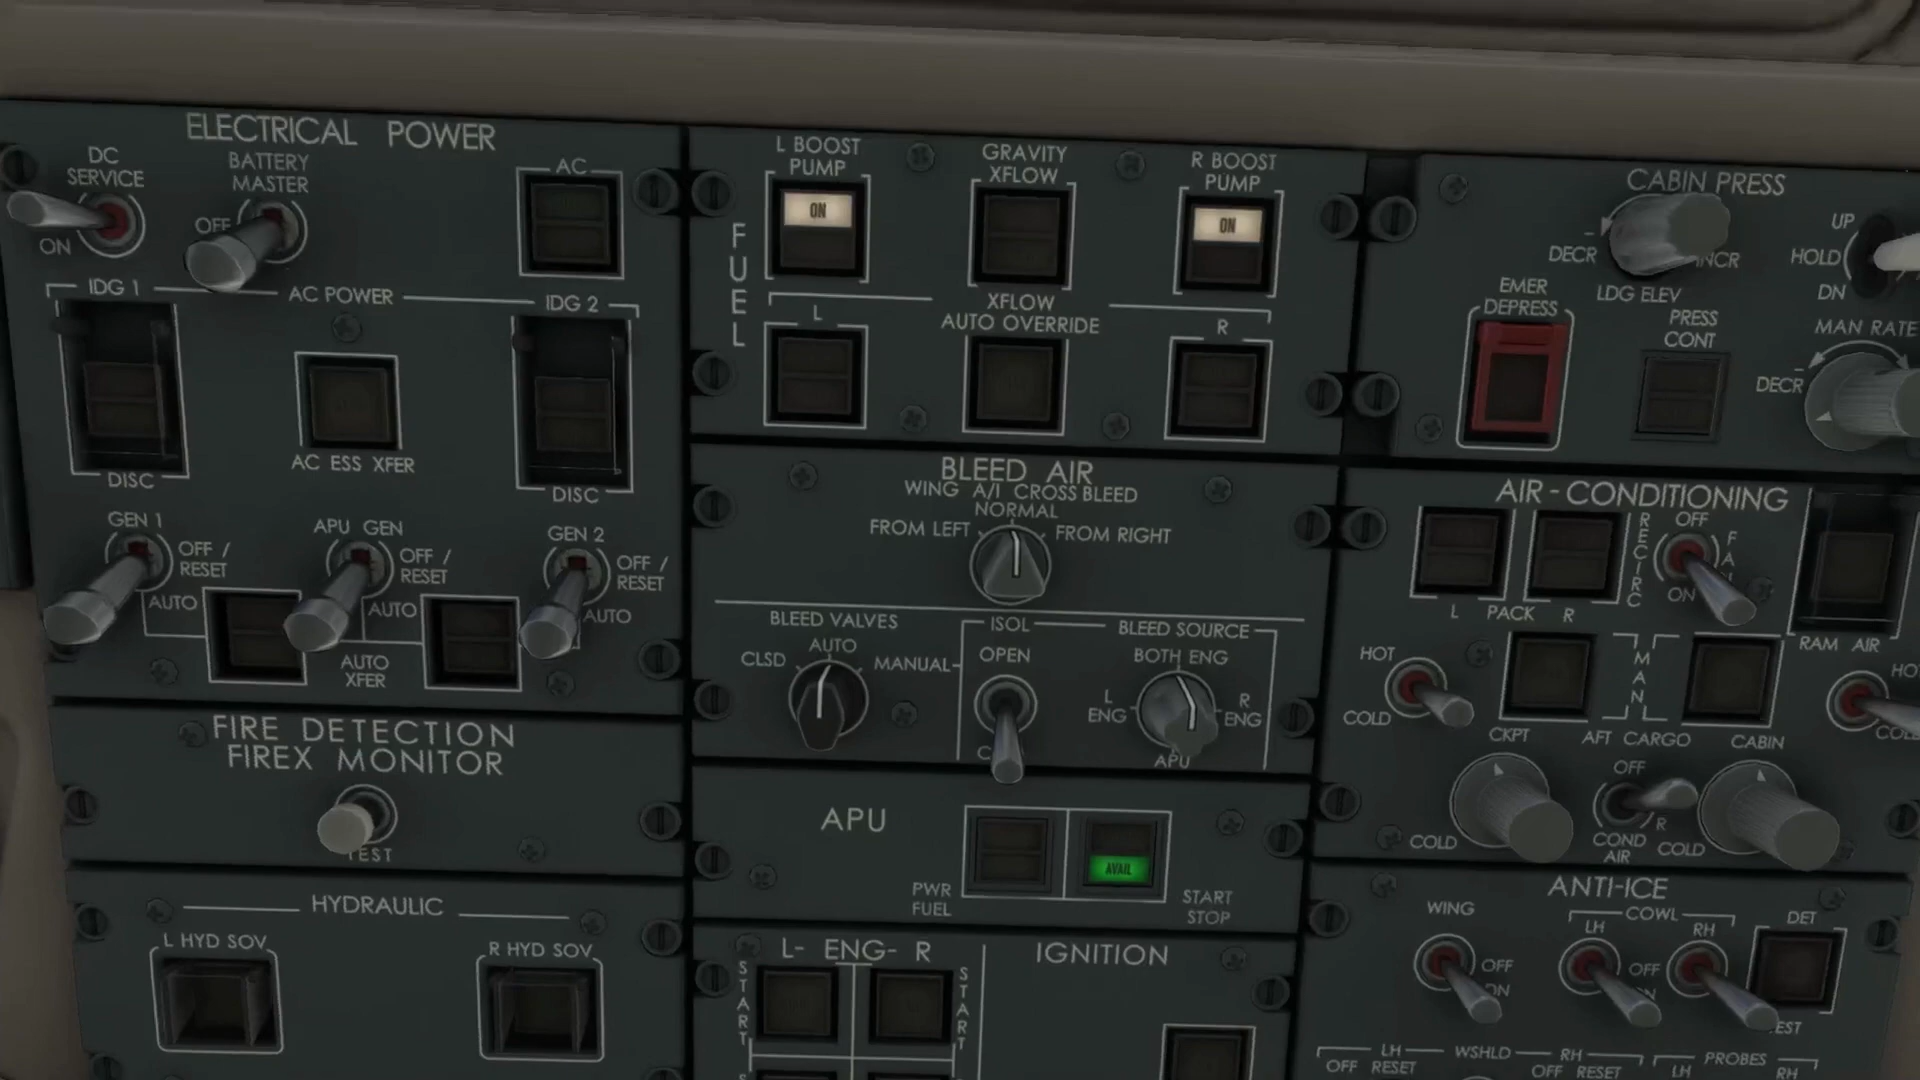 ELECTRICAL POWER
DC
SERVICE
ON
BATTERY
MASTER
OFF
AC
IDG 1
AC POWER
IDG 2
DISC
AC ESS XFER
DISC
GEN 1
OFF /
RESET
AUTO
APU GEN
OFF /
RESET
AUTO
GEN 2
OFF /
RESET
AUTO
AUTO
XFER
FIRE DETECTION
FIREX MONITOR
TEST
HYDRAULIC
L HYD SOV
R HYD SOV
FUEL
L BOOST
PUMP
ON
GRAVITY
XFLOW
R BOOST
PUMP
ON
L
XFLOW
AUTO OVERRIDE
R
BLEED AIR
WING A/I CROSS BLEED
NORMAL
FROM LEFT
FROM RIGHT
BLEED VALVES
AUTO
CLSD
MANUAL
ISOL
OPEN
BLEED SOURCE
BOTH ENG
L
ENG
R
ENG
APU
APU
PWR
FUEL
AVAIL
START
STOP
L- ENG- R
START
START
IGNITION
CABIN PRESS
DECR
INCR
LDG ELEV
UP
HOLD
DN
EMER
DEPRESS
PRESS
CONT
MAN RATE
DECR
AIR-CONDITIONING
L PACK R
RECIRC
OFF
FAN
ON
RAM AIR
HOT
COLD
MAN
HOT
COLD
CKPT
AFT CARGO
CABIN
COLD
OFF
COND
AIR
R
COLD
ANTI-ICE
WING
OFF
ON
COWL
LH
RH
OFF
DET
TEST
LH
WSHLD
RH
OFF RESET
OFF RESET
PROBES
LH
RH